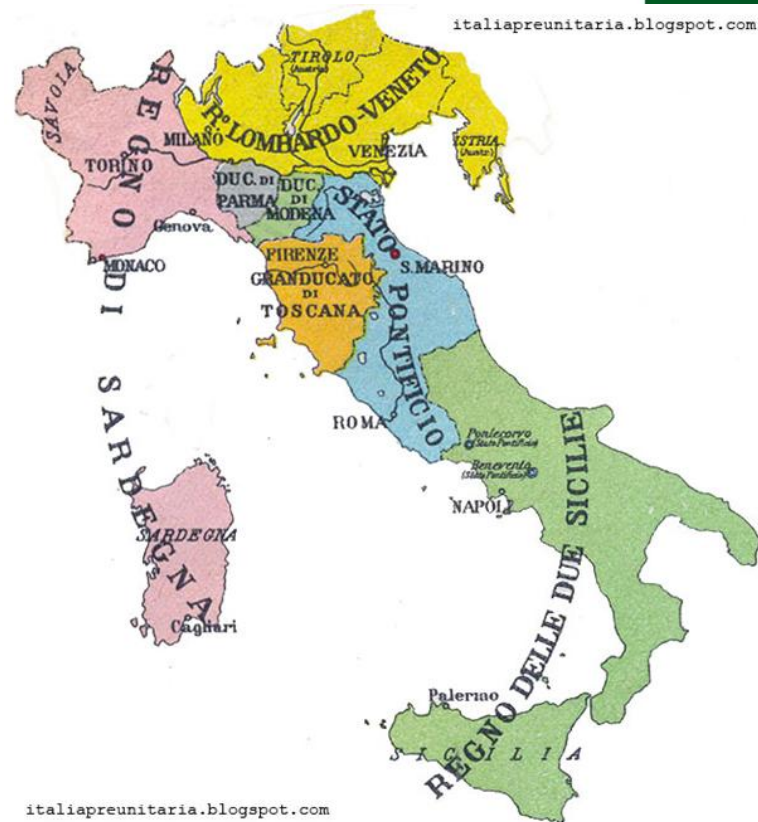 italiapreunitaria.blogspot.com
TIROLO
(Austria)
SAVOIA
REGNO DI SARDEGNA
R.º LOMBARDO-VENETO
MILANO
VENEZIA
ISTRIA
(Austr.)
TORINO
DUC. DI
PARMA
DUC.
DI
MODENA
Genova
STATO PONTIFICIO
MONACO
FIRENZE
S. MARINO
GRANDUCATO
DI
TOSCANA
ROMA
Pontecorvo
(Stato Pontificio)
Benevento
(Stato Pontificio)
NAPOLI
REGNO DELLE DUE SICILIE
SARDEGNA
Cagliari
Palermo
SICILIA
italiapreunitaria.blogspot.com